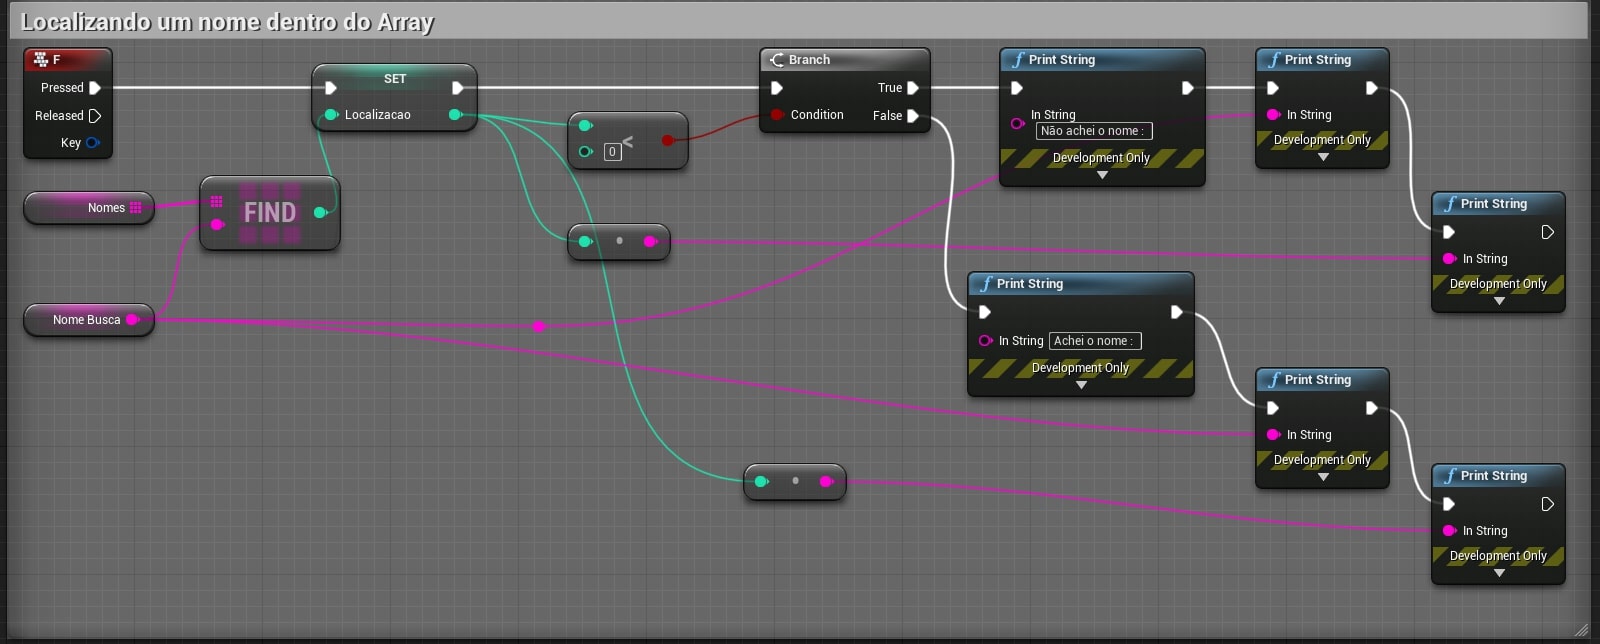 Localizando um nome dentro do Array
F
Pressed
Released
Key
SET
Localizacao
Nomes
FIND
Nome Busca
<
0
Branch
True
Condition
False
Print String
In String
Não achei o nome :
Development Only
Print String
In String
Development Only
Print String
In String
Development Only
Print String
In String Achei o nome :
Development Only
Print String
In String
Development Only
Print String
In String
Development Only